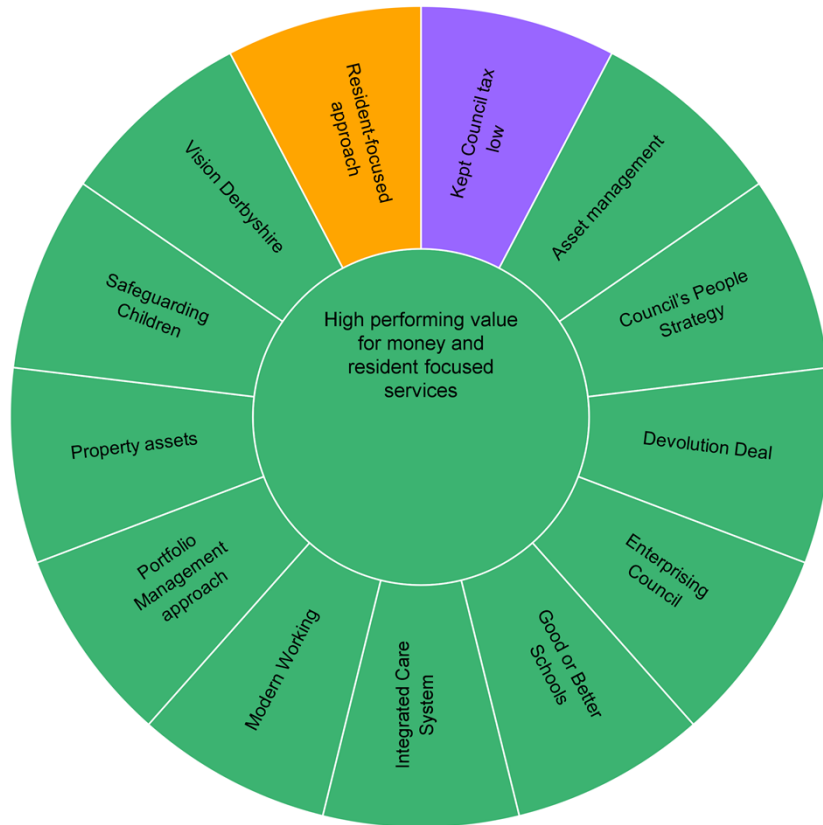 High performing value
for money and
resident focused
services
Kept Council tax
low
Asset management
Council's People
Strategy
Devolution Deal
Enterprising
Council
Good or Better
Schools
Integrated Care
System
Modern Working
Portfolio
Management
approach
Property assets
Safeguarding
Children
Vision Derbyshire
Resident-focused
approach